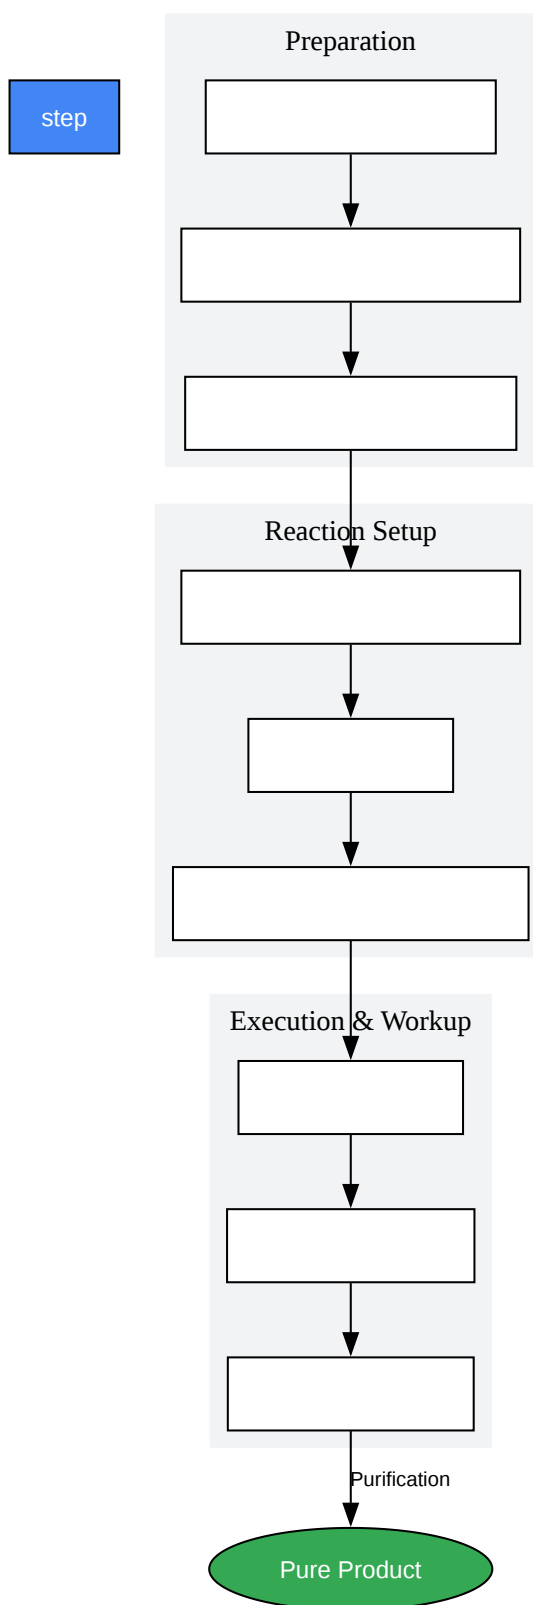 Preparation
step
Reaction Setup
Execution & Workup
Purification
Pure Product